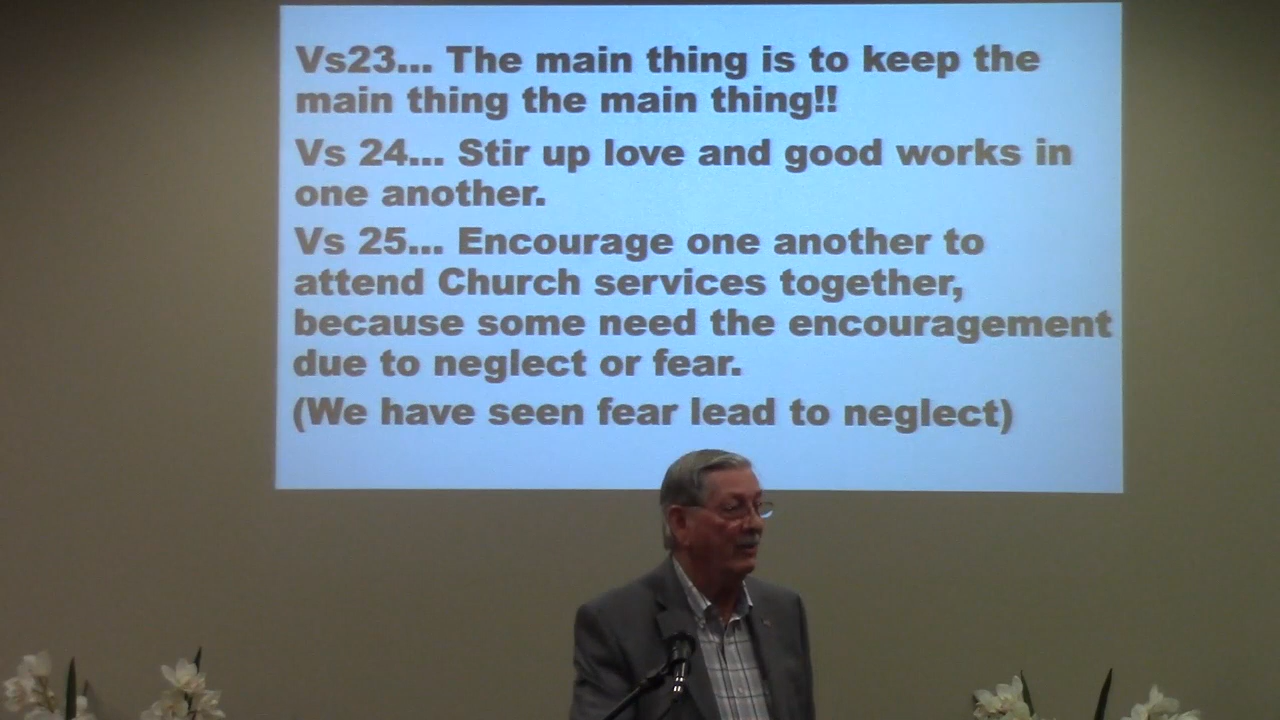 Vs23... The main thing is to keep the
main thing the main thing!!
Vs 24... Stir up love and good works in
one another.
Vs 25... Encourage one another to
attend Church services together,
because some need the encouragement
due to neglect or fear.
(We have seen fear lead to neglect)